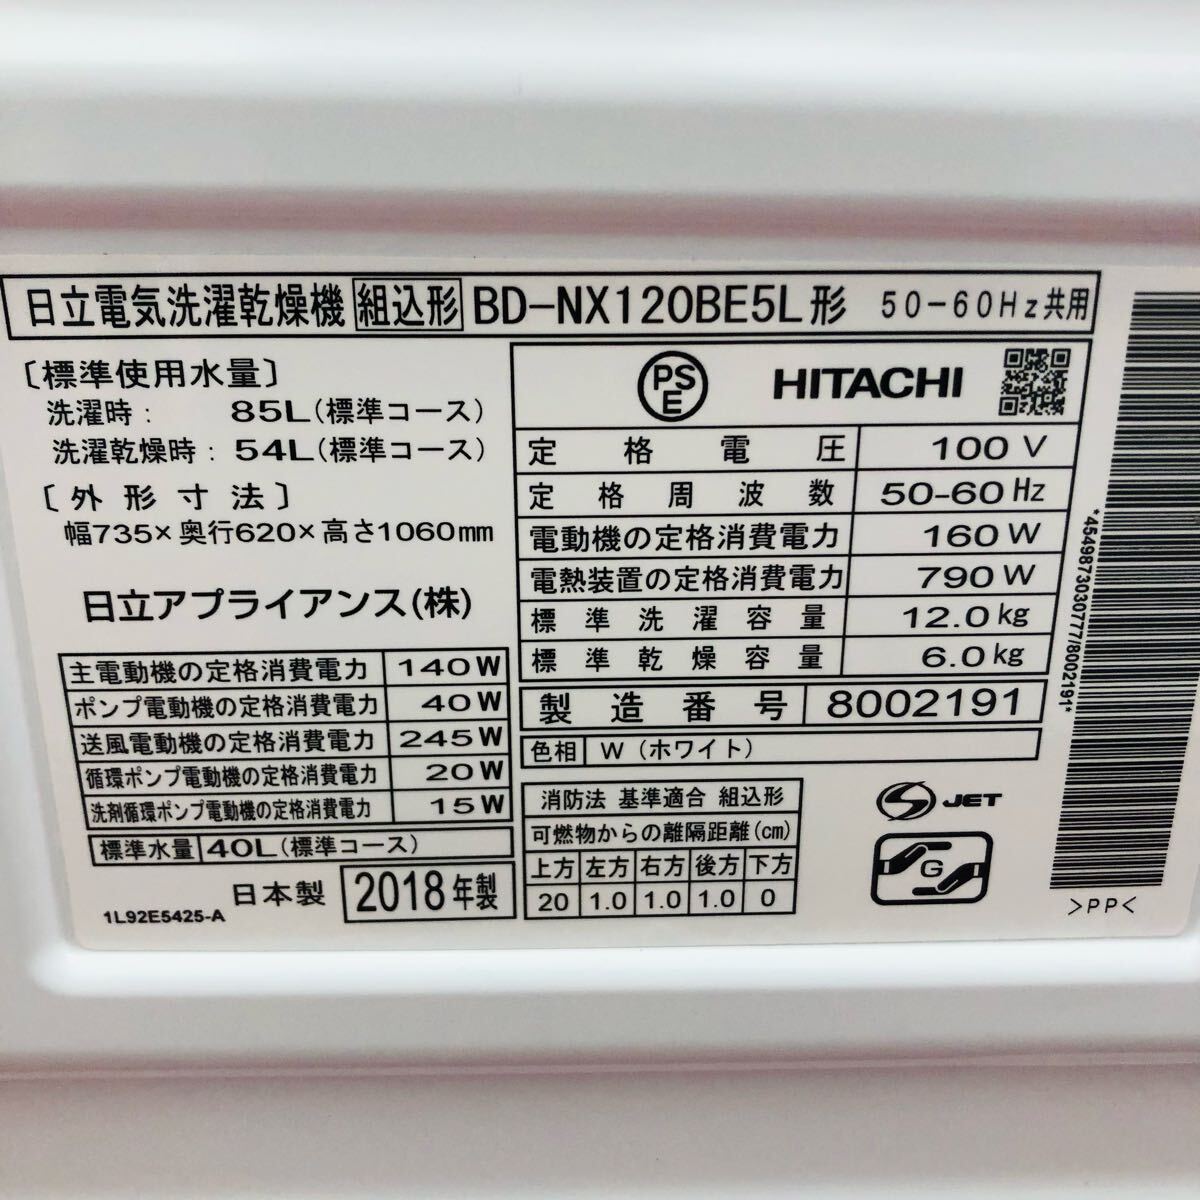 日立電気洗濯乾燥機 組込形 BD-NX120BE5L形 50-60Hz共用
〔標準使用水量〕
洗濯時: 85L(標準コース)
洗濯乾燥時: 54L(標準コース)
〔外形寸法〕
幅735×奥行620×高さ1060mm
日立アプライアンス(株)
主電動機の定格消費電力 140W
ポンプ電動機の定格消費電力 40W
送風電動機の定格消費電力 245W
循環ポンプ電動機の定格消費電力 20W
洗剤循環ポンプ電動機の定格消費電力 15W
標準水量 40L(標準コース)
日本製 2018年製
1L92E5425-A
PSE HITACHI
定格電圧 100V
定格周波数 50-60Hz
電動機の定格消費電力 160W
電熱装置の定格消費電力 790W
標準洗濯容量 12.0kg
標準乾燥容量 6.0kg
製造番号 8002191
色相 W(ホワイト)
消防法 基準適合 組込形
可燃物からの離隔距離(cm)
上方 左方 右方 後方 下方
20 1.0 1.0 1.0 0
JET
G
*4549873030777/8002191*
>PP<